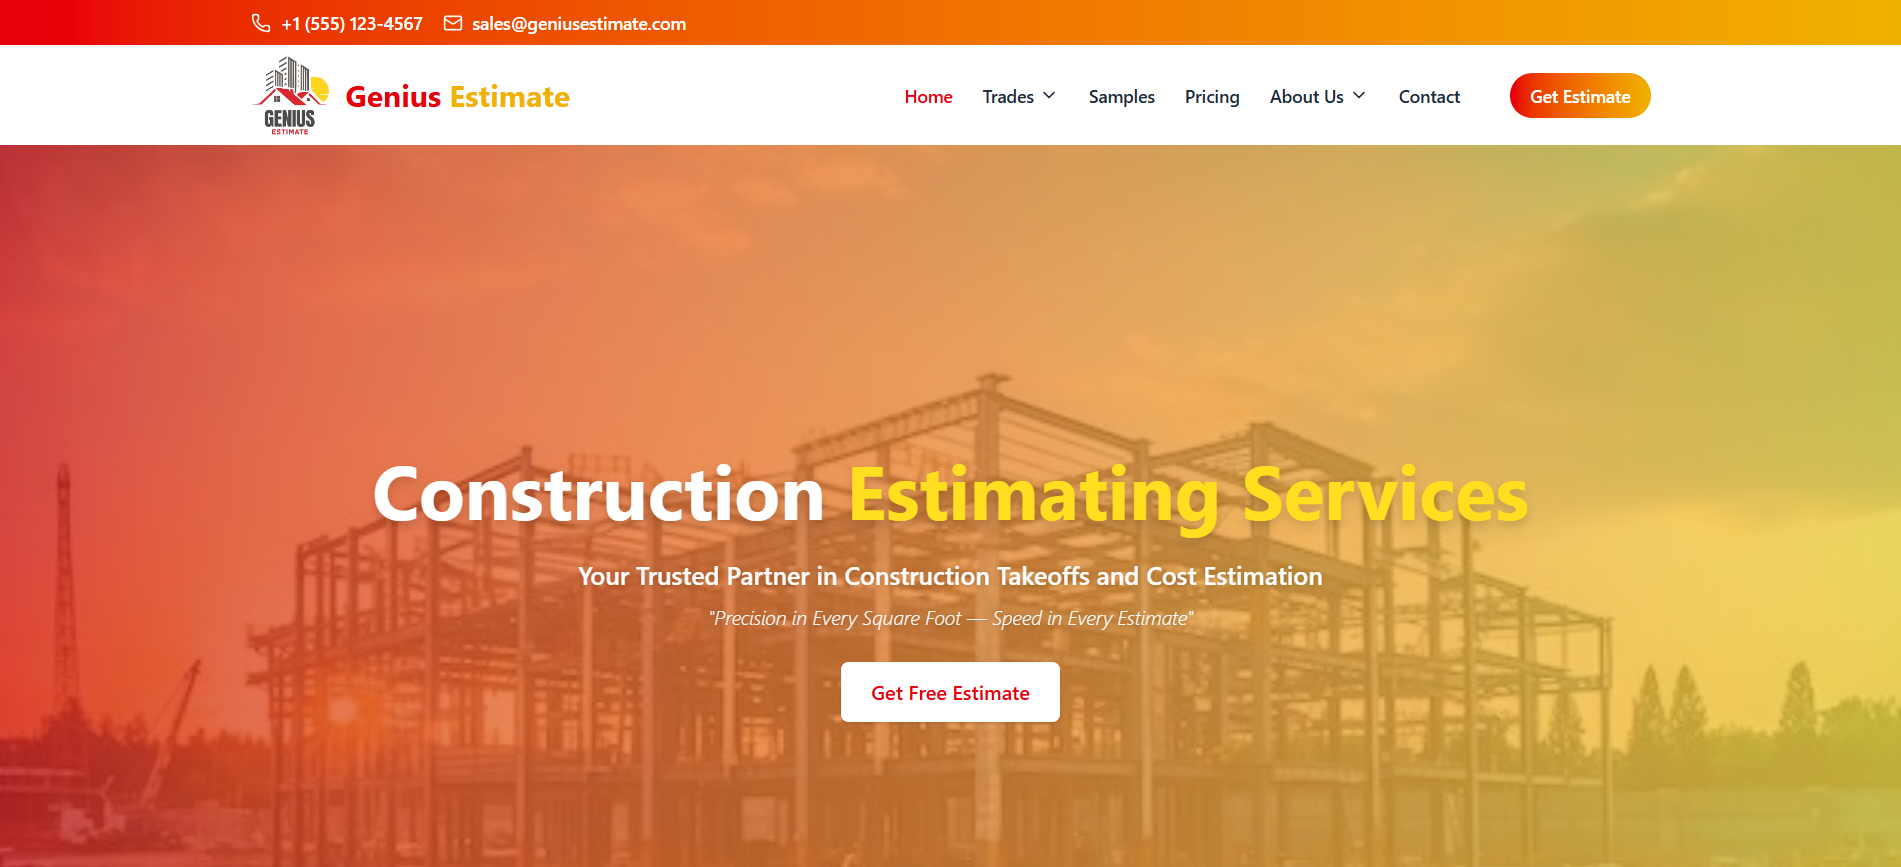 +1 (555) 123-4567 sales@geniusestimate.com
GENIUS
ESTIMATE
Genius Estimate
Home Trades Samples Pricing About Us Contact Get Estimate
Construction Estimating Services
Your Trusted Partner in Construction Takeoffs and Cost Estimation
"Precision in Every Square Foot — Speed in Every Estimate"
Get Free Estimate